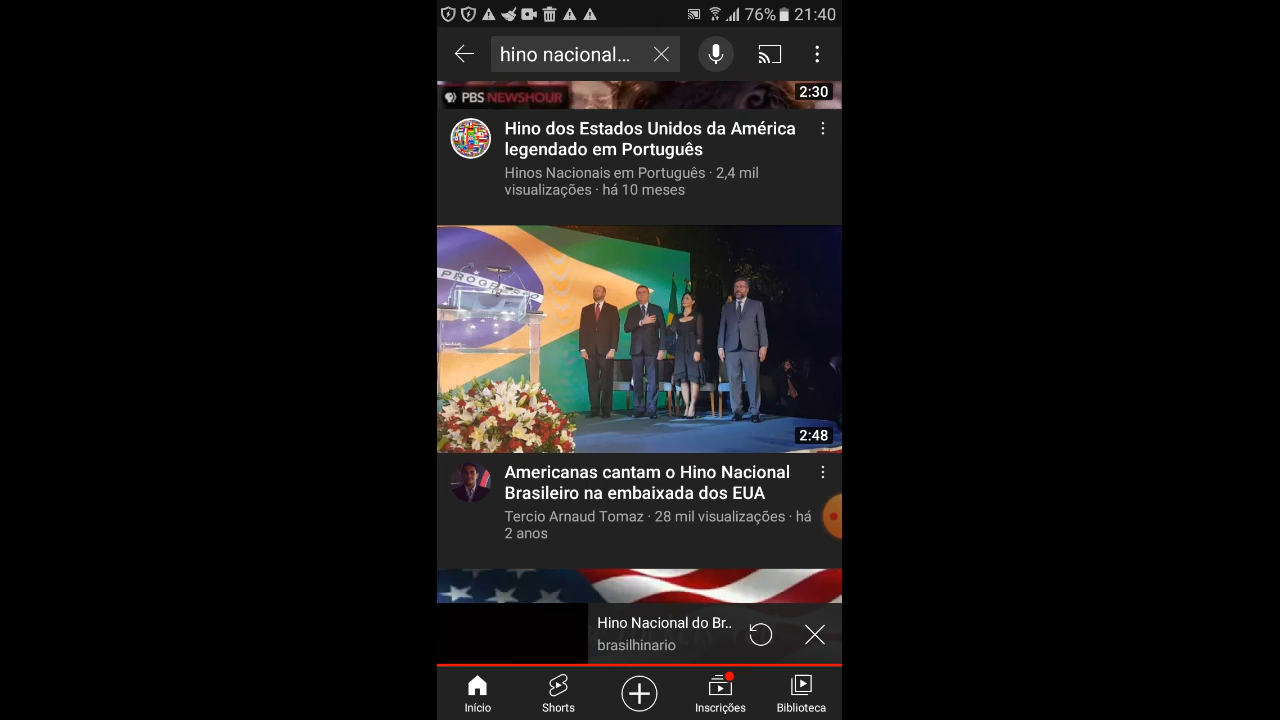 76% 21:40
hino nacional...
PBS NEWSHOUR
2:30
Hino dos Estados Unidos da América
legendado em Português
Hinos Nacionais em Português · 2,4 mil
visualizações · há 10 meses
PROGRESSO
2:48
Americanas cantam o Hino Nacional
Brasileiro na embaixada dos EUA
Tercio Arnaud Tomaz · 28 mil visualizações · há
2 anos
Hino Nacional do Br..
brasilhinario
Início
Shorts
Inscrições
Biblioteca